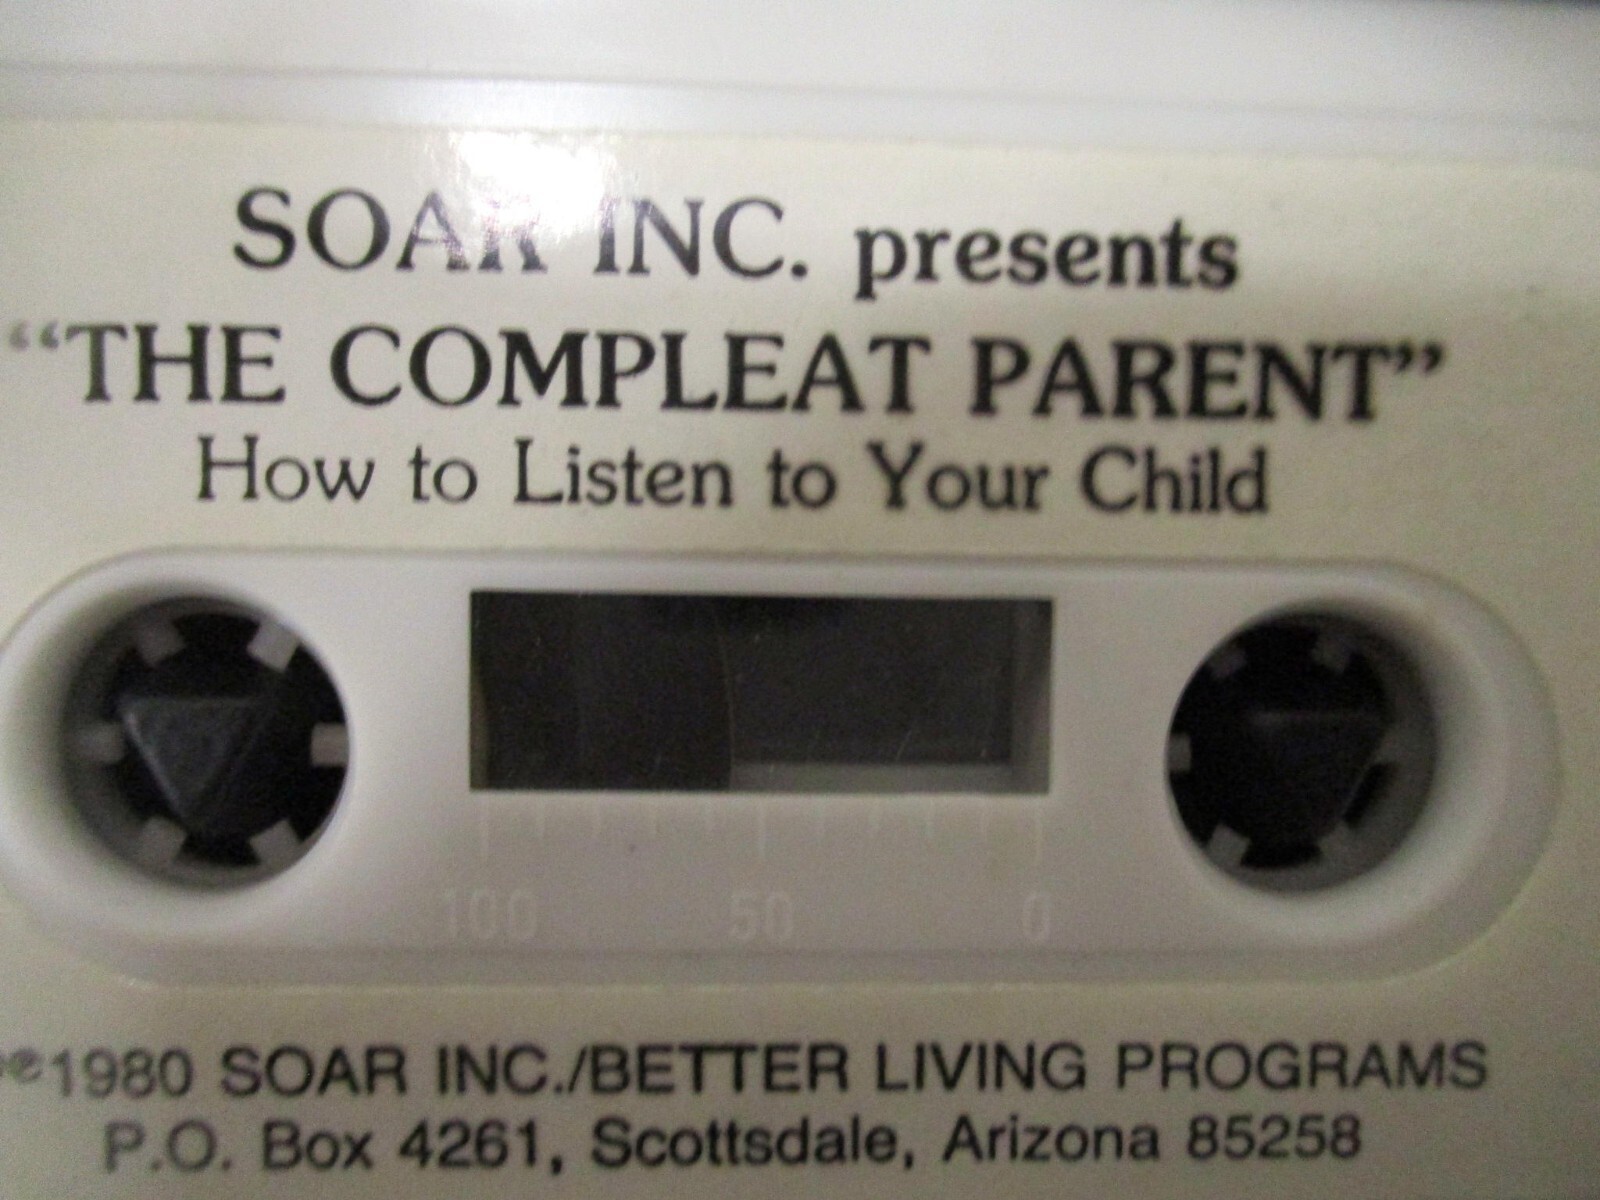 SOAR INC. presents
“THE COMPLEAT PARENT”
How to Listen to Your Child
100 50 0
℗©1980 SOAR INC./BETTER LIVING PROGRAMS
P.O. Box 4261, Scottsdale, Arizona 85258